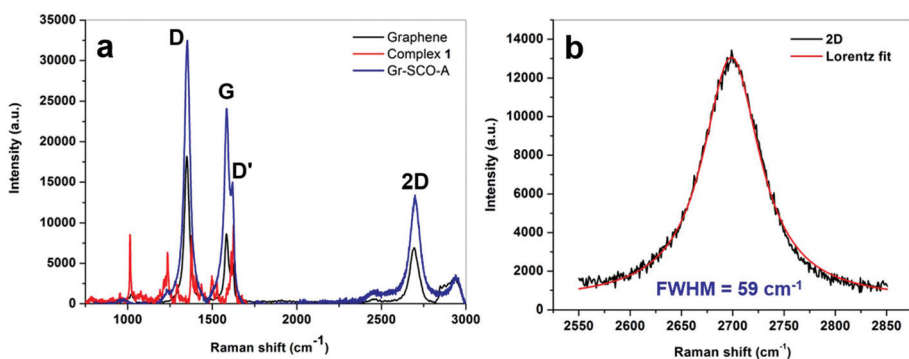 a
D
G
D'
2D
Graphene
Complex 1
Gr-SCO-A
35000
30000
25000
20000
15000
10000
5000
0
Intensity (a.u.)
1000 1500 2000 2500 3000
Raman shift (cm-1)
b
2D
Lorentz fit
14000
12000
10000
8000
6000
4000
2000
0
Intensity (a.u.)
FWHM = 59 cm-1
2550 2600 2650 2700 2750 2800 2850
Raman shift (cm-1)